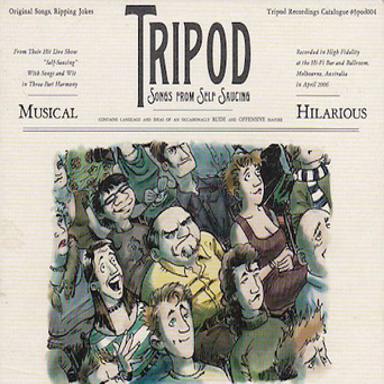 Original Songs, Ripping Jokes
Tripod Recordings Catalogue #tpod004
TRIPOD
SONGS FROM SELF SAUCING
From Their Hit Live Show
"Self-Saucing"
With Songs and Wit
in Three Part Harmony
Recorded in High Fidelity
at the Hi-Fi Bar and Ballroom,
Melbourne, Australia
in April 2006
MUSICAL
HILARIOUS
CONTAINS LANGUAGE AND IDEAS OF AN OCCASIONALLY RUDE AND OFFENSIVE NATURE